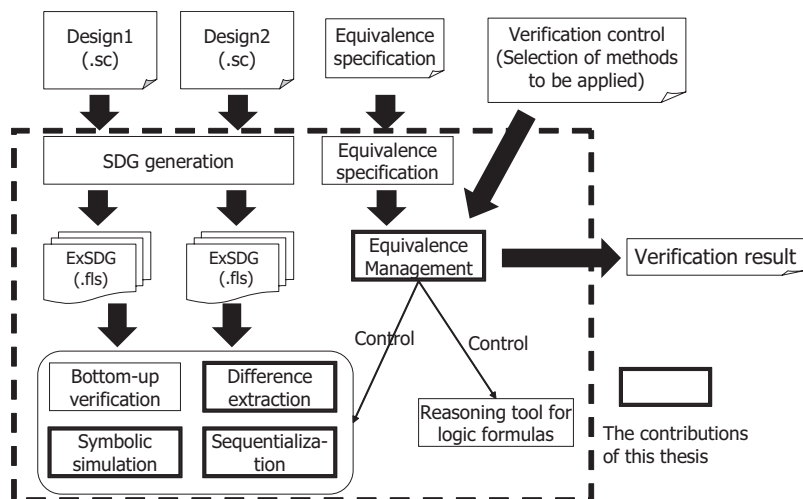 Design1
(.sc)
Design2
(.sc)
Equivalence
specification
Verification control
(Selection of methods
to be applied)
SDG generation
Equivalence
specification
ExSDG
(.fls)
ExSDG
(.fls)
Equivalence
Management
Verification result
Control
Control
Bottom-up
verification
Difference
extraction
Symbolic
simulation
Sequentializa-
tion
Reasoning tool for
logic formulas
The contributions
of this thesis